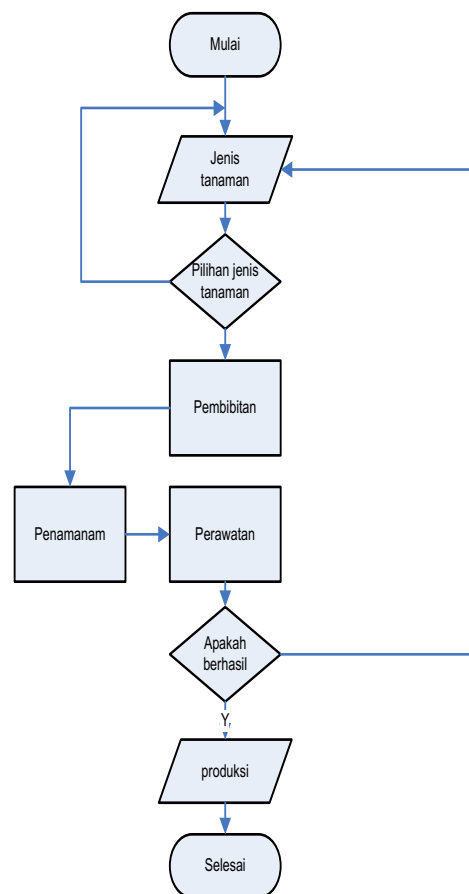 Mulai
Jenis
tanaman
Pilihan jenis
tanaman
Pembibitan
Penamanam
Perawatan
Apakah
berhasil
Y,
produksi
Selesai